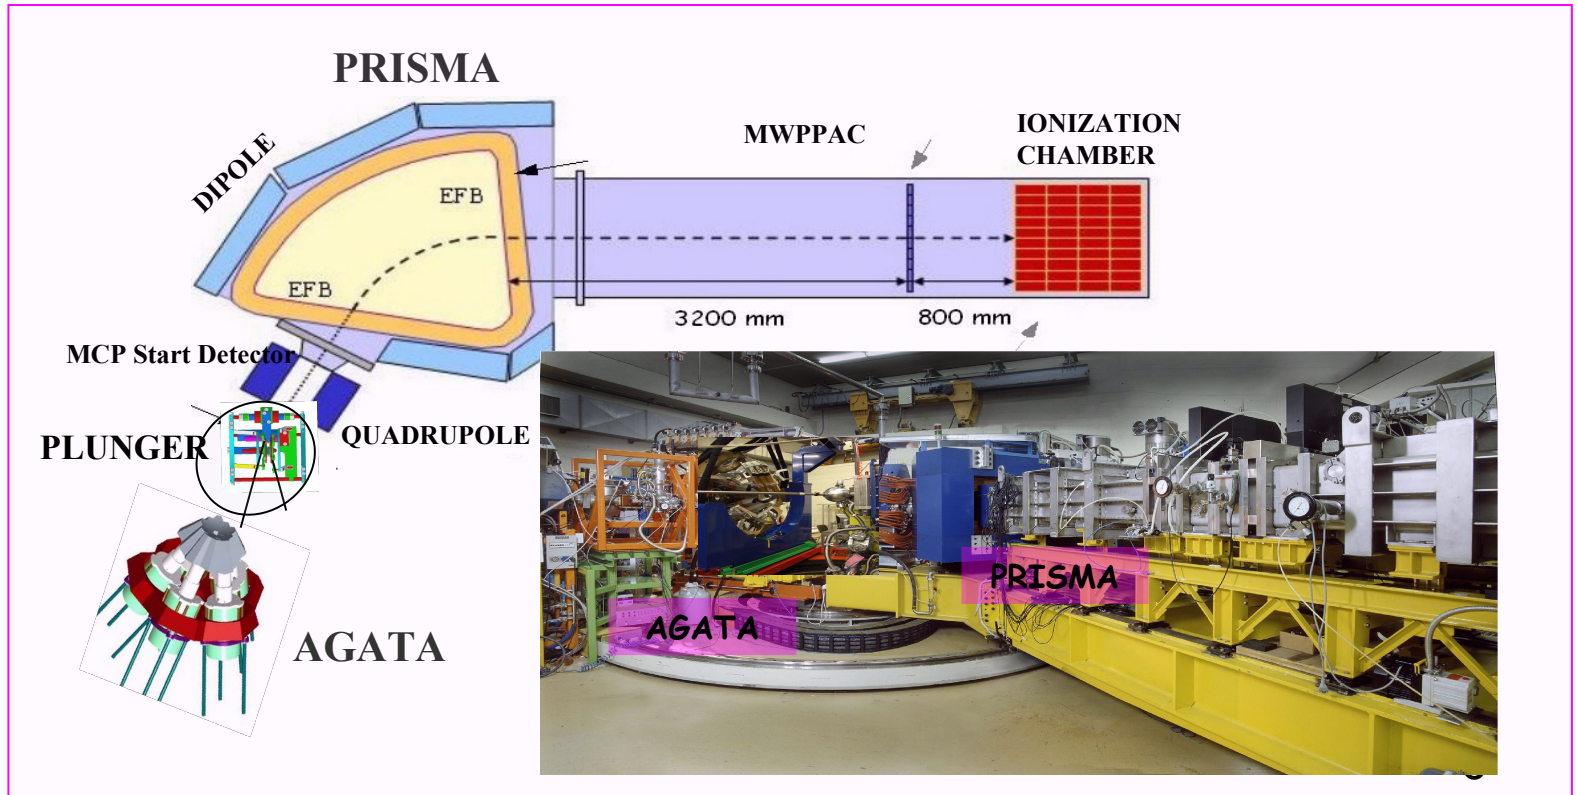 PRISMA
DIPOLE
MWPPAC
IONIZATION
CHAMBER
EFB
EFB
3200 mm
800 mm
MCP Start Detector
PLUNGER
QUADRUPOLE
AGATA
PRISMA
AGATA